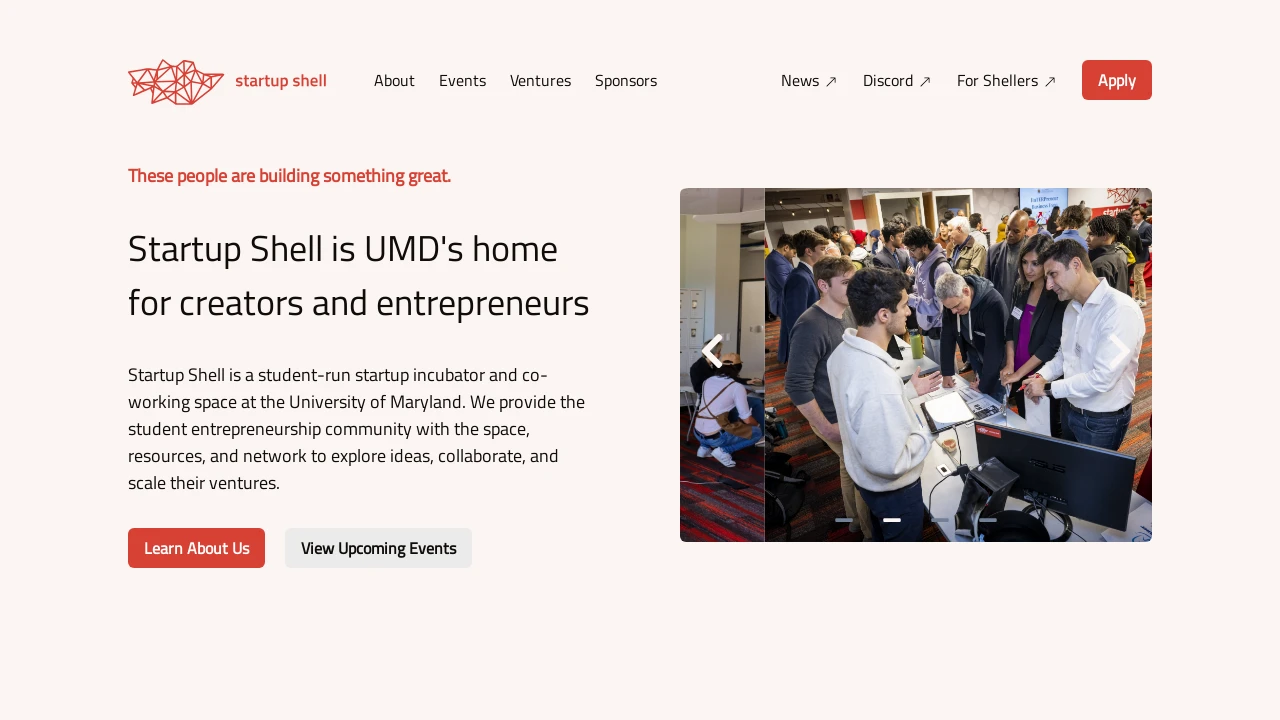 startup shell
About
Events
Ventures
Sponsors
News ↗
Discord ↗
For Shellers ↗
Apply
These people are building something great.
Startup Shell is UMD's home
for creators and entrepreneurs
Startup Shell is a student-run startup incubator and co-
working space at the University of Maryland. We provide the
student entrepreneurship community with the space,
resources, and network to explore ideas, collaborate, and
scale their ventures.
Learn About Us
View Upcoming Events